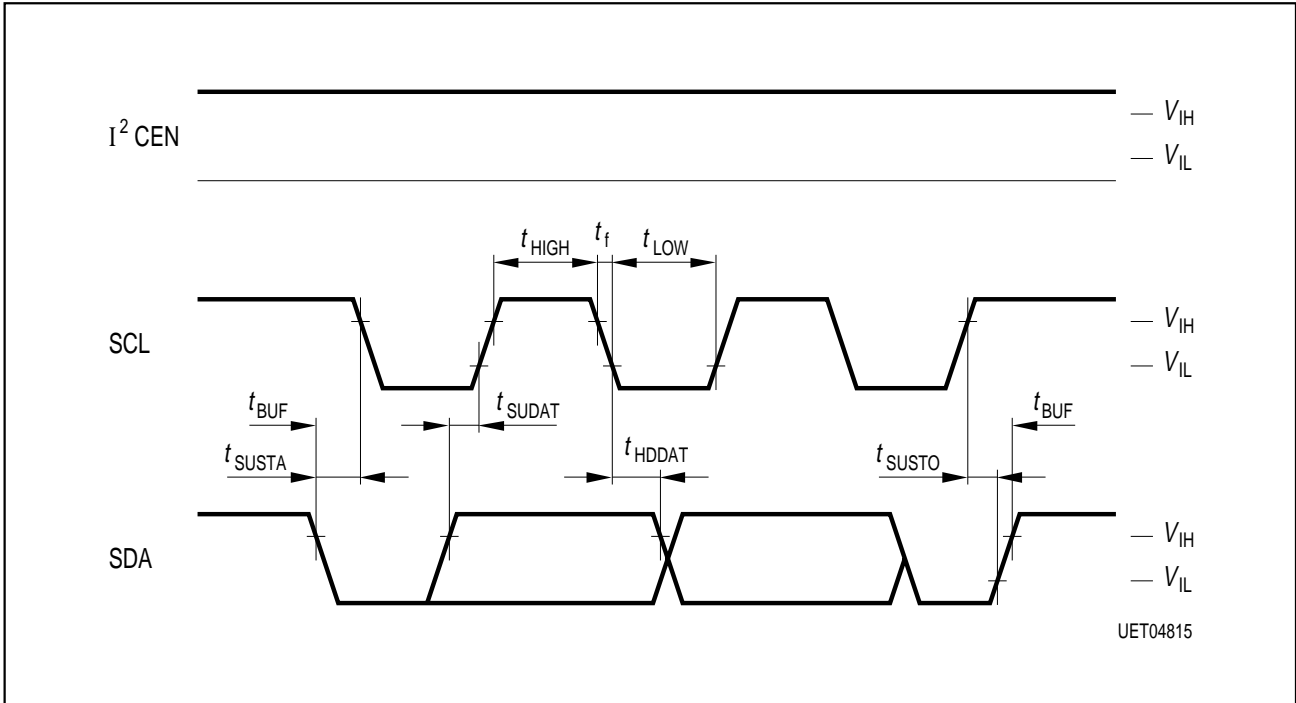 I² CEN
V_IH
V_IL
t_HIGH
t_f
t_LOW
SCL
V_IH
V_IL
t_BUF
t_SUDAT
t_BUF
t_SUSTA
t_HDDAT
t_SUSTO
SDA
V_IH
V_IL
UET04815